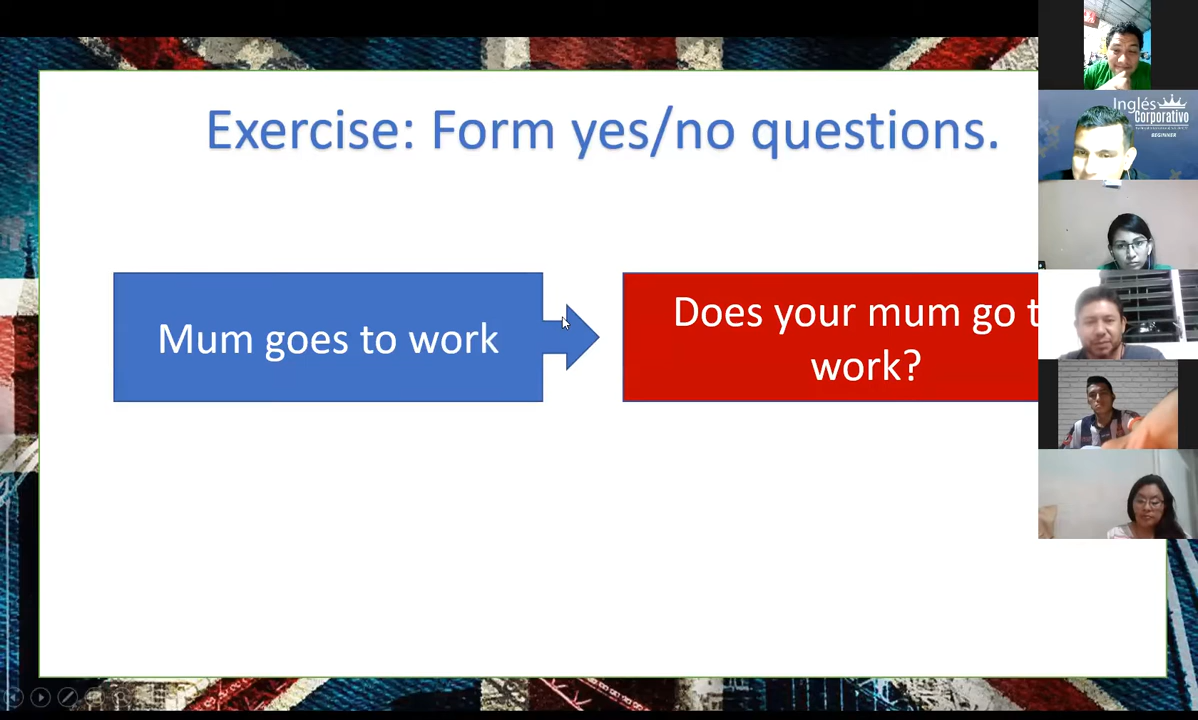 Exercise: Form yes/no questions.
Mum goes to work
Does your mum go t
work?
Inglés
Corporativo
BEGINNER